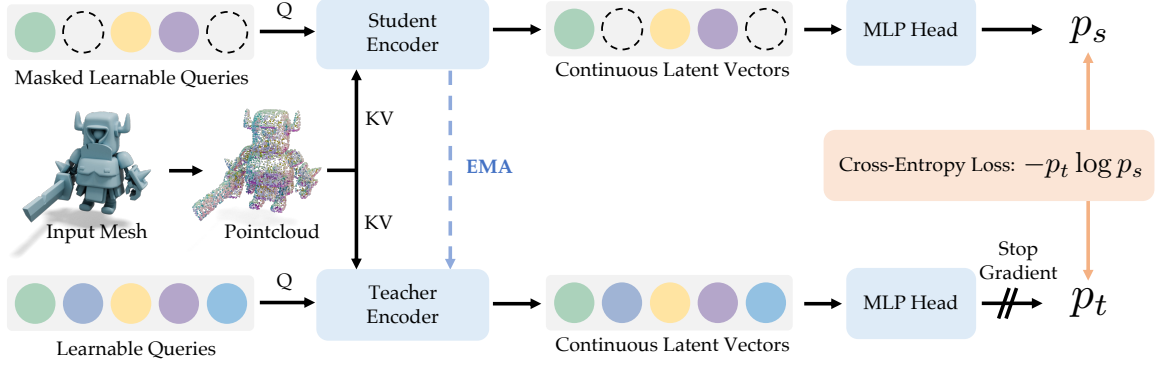 Q
Student
Encoder
MLP Head
p_s
Masked Learnable Queries
Continuous Latent Vectors
KV
EMA
Cross-Entropy Loss: −p_t log p_s
KV
Input Mesh
Pointcloud
Q
Teacher
Encoder
MLP Head
Stop
Gradient
p_t
Learnable Queries
Continuous Latent Vectors